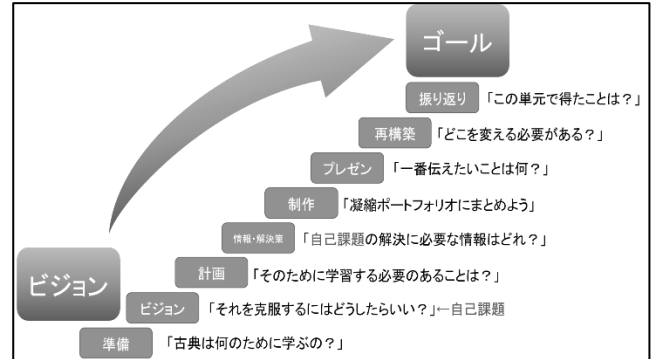 ゴール
振り返り 「この単元で得たことは？」
再構築 「どこを変える必要がある？」
プレゼン 「一番伝えたいことは何？」
制作 「凝縮ポートフォリオにまとめよう」
情報・解決策 「自己課題の解決に必要な情報はどれ？」
計画 「そのために学習する必要のあることは？」
ビジョン
ビジョン 「それを克服するにはどうしたらいい？」←自己課題
準備 「古典は何のために学ぶの？」